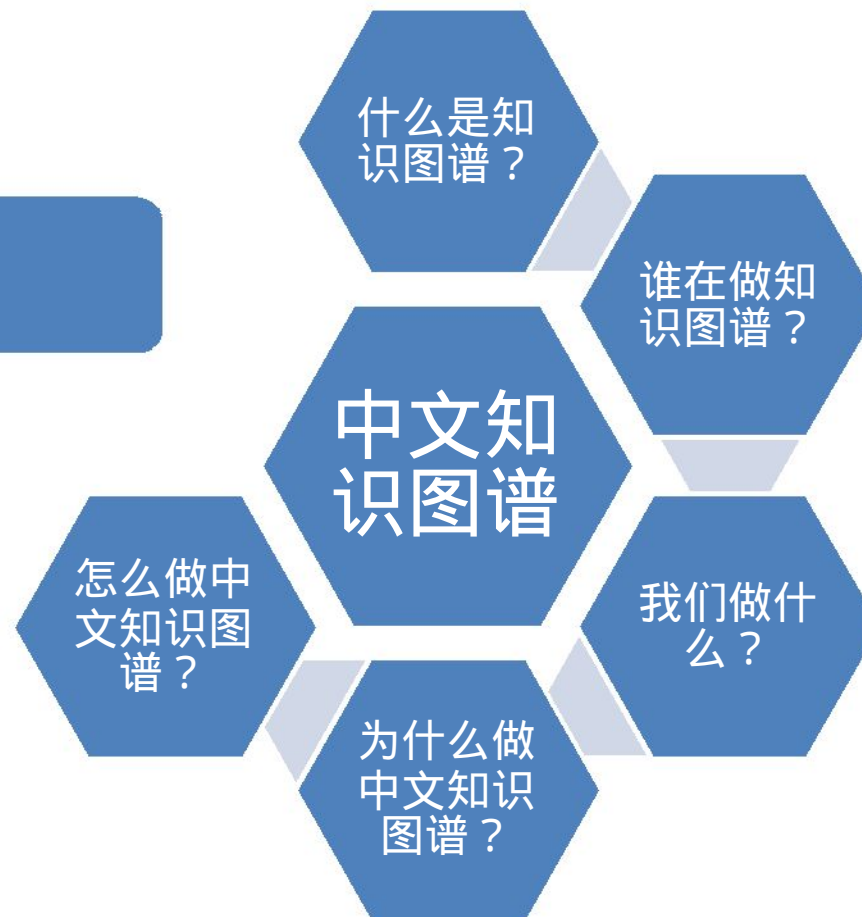 什么是知
识图谱？
谁在做知
识图谱？
中文知
识图谱
我们做什
么？
为什么做
中文知识
图谱？
怎么做中
文知识图
谱？